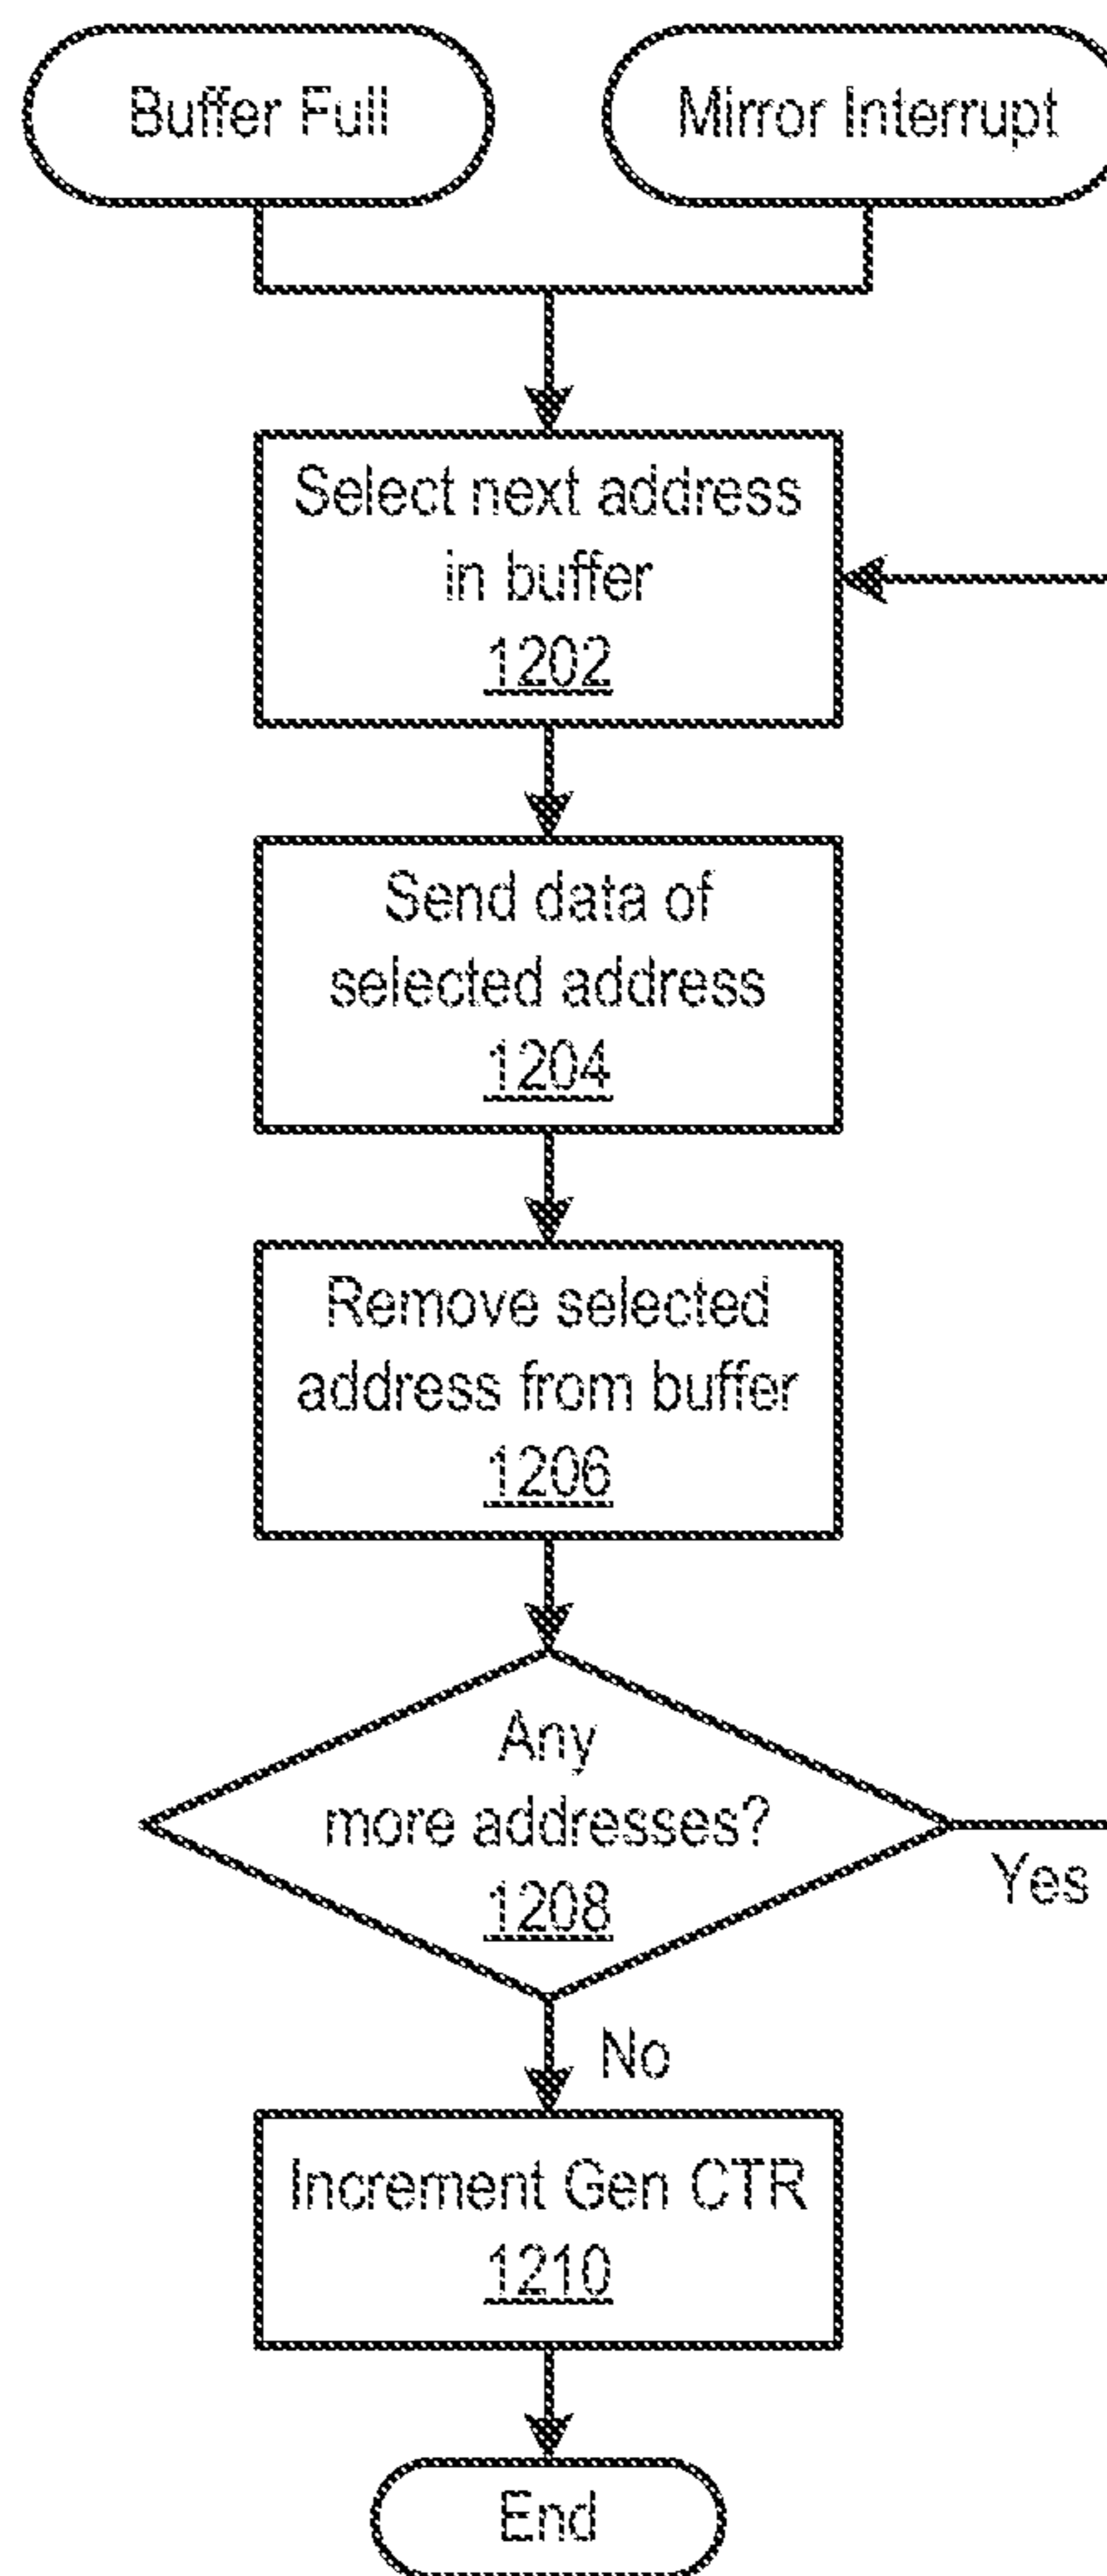 Buffer Full
Mirror Interrupt
Select next address
in buffer
1202
Send data of
selected address
1204
Remove selected
address from buffer
1206
Any
more addresses?
1208
Yes
No
Increment Gen CTR
1210
End